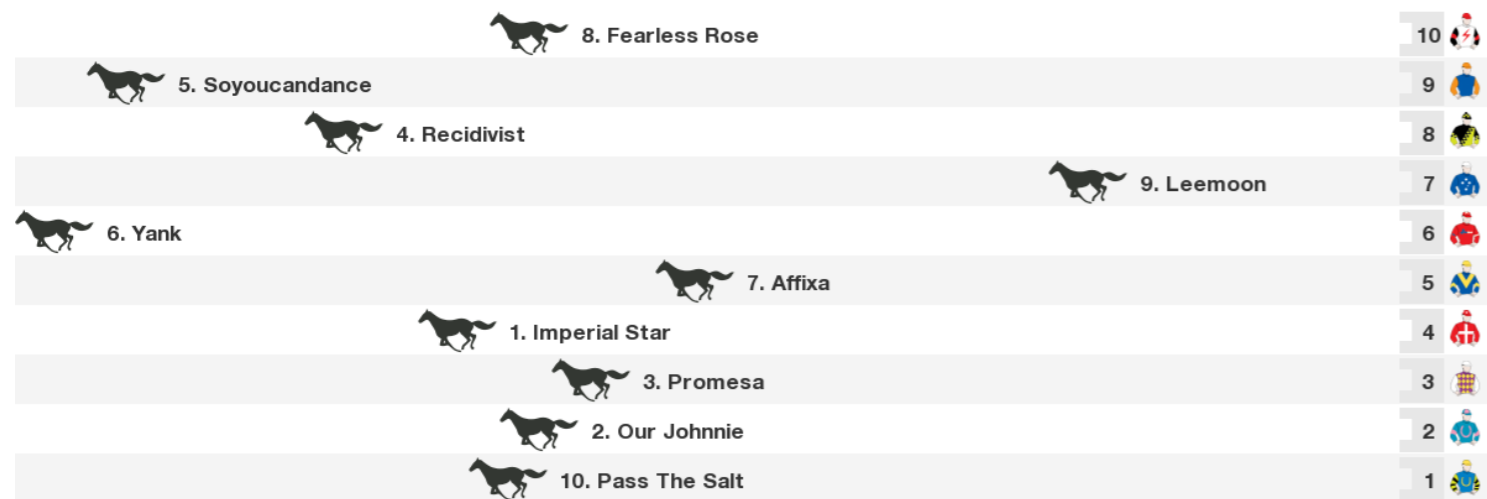 8. Fearless Rose 10
5. Soyoucandance 9
4. Recidivist 8
9. Leemoon 7
6. Yank 6
7. Affixa 5
1. Imperial Star 4
3. Promesa 3
2. Our Johnnie 2
10. Pass The Salt 1